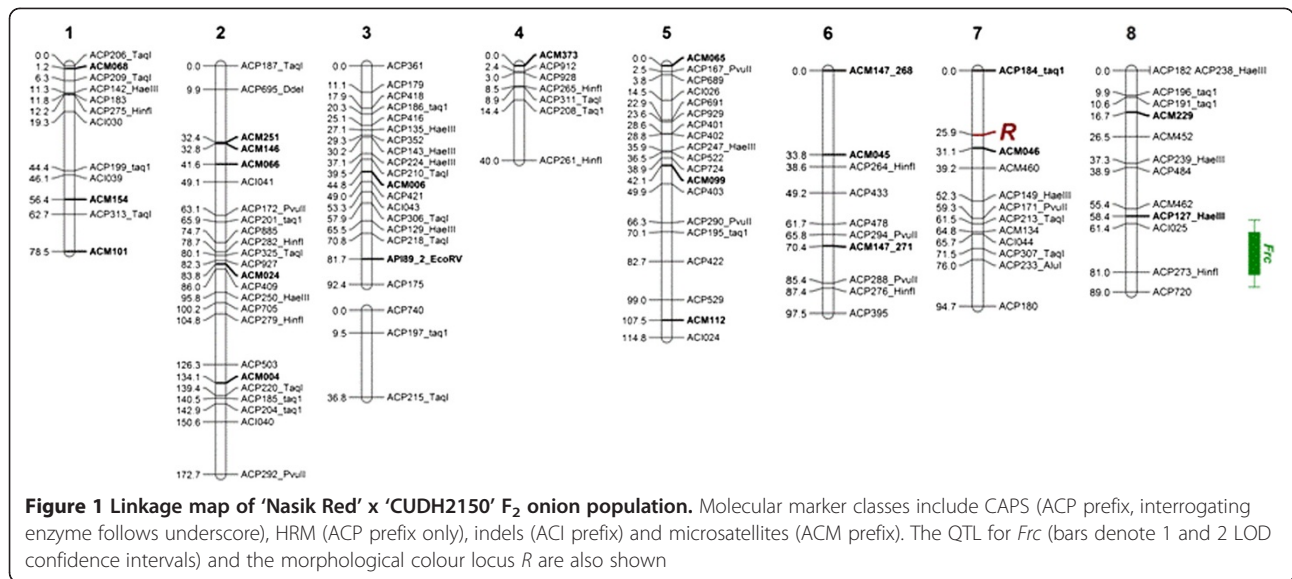 1
0.0 ACP206_TaqI
1.2 ACM068
6.3 ACP209_TaqI
11.3 ACP142_HaeIII
11.8 ACP183
12.2 ACP275_HinfI
19.3 ACI030
44.4 ACP199_taq1
46.1 ACI039
56.4 ACM154
62.7 ACP313_TaqI
78.5 ACM101
2
0.0 ACP187_TaqI
9.9 ACP695_DdeI
32.4 ACM251
32.8 ACM146
41.6 ACM066
49.1 ACI041
63.1 ACP172_PvuII
65.9 ACP201_taq1
74.7 ACP885
78.7 ACP282_HinfI
80.1 ACP325_TaqI
82.3 ACP927
83.8 ACM024
86.0 ACP409
95.8 ACP250_HaeIII
100.2 ACP705
104.8 ACP279_HinfI
126.3 ACP503
134.1 ACM004
139.4 ACP220_TaqI
140.5 ACP185_taq1
142.9 ACP204_taq1
150.6 ACI040
172.7 ACP292_PvuII
3
0.0 ACP361
11.1 ACP179
17.9 ACP418
20.3 ACP186_taq1
25.1 ACP416
27.1 ACP135_HaeIII
29.3 ACP352
30.2 ACP143_HaeIII
37.1 ACP224_HaeIII
39.5 ACP210_TaqI
44.8 ACM006
49.0 ACP421
53.3 ACI043
57.9 ACP306_TaqI
65.5 ACP129_HaeIII
70.8 ACP218_TaqI
81.7 API89_2_EcoRV
92.4 ACP175
0.0 ACP740
9.5 ACP197_taq1
36.8 ACP215_TaqI
4
0.0 ACM373
2.4 ACP912
3.0 ACP928
8.5 ACP265_HinfI
8.9 ACP311_TaqI
14.4 ACP208_TaqI
40.0 ACP261_HinfI
5
0.0 ACM065
2.5 ACP167_PvuII
3.8 ACP689
14.5 ACI026
22.9 ACP691
23.6 ACP929
28.6 ACP401
28.8 ACP402
35.9 ACP247_HaeIII
36.5 ACP522
38.9 ACP724
42.1 ACM099
49.9 ACP403
66.3 ACP290_PvuII
70.1 ACP195_taq1
82.7 ACP422
99.0 ACP529
107.5 ACM112
114.8 ACI024
6
0.0 ACM147_268
33.8 ACM045
38.6 ACP264_HinfI
49.2 ACP433
61.7 ACP478
65.8 ACP294_PvuII
70.4 ACM147_271
85.4 ACP288_PvuII
87.4 ACP276_HinfI
97.5 ACP395
7
0.0 ACP184_taq1
25.9 R
31.1 ACM046
39.2 ACM460
52.3 ACP149_HaeIII
59.3 ACP171_PvuII
61.5 ACP213_TaqI
64.8 ACM134
65.7 ACI044
71.5 ACP307_TaqI
76.0 ACP233_AluI
94.7 ACP180
8
0.0 ACP182 ACP238_HaeIII
9.9 ACP196_taq1
10.6 ACP191_taq1
16.7 ACM229
26.5 ACM452
37.3 ACP239_HaeIII
38.9 ACP484
55.4 ACM462
58.4 ACP127_HaeIII
61.4 ACI025
81.0 ACP273_HinfI
89.0 ACP720
Frc
Figure 1 Linkage map of 'Nasik Red' x 'CUDH2150' F2 onion population. Molecular marker classes include CAPS (ACP prefix, interrogating
enzyme follows underscore), HRM (ACP prefix only), indels (ACI prefix) and microsatellites (ACM prefix). The QTL for Frc (bars denote 1 and 2 LOD
confidence intervals) and the morphological colour locus R are also shown